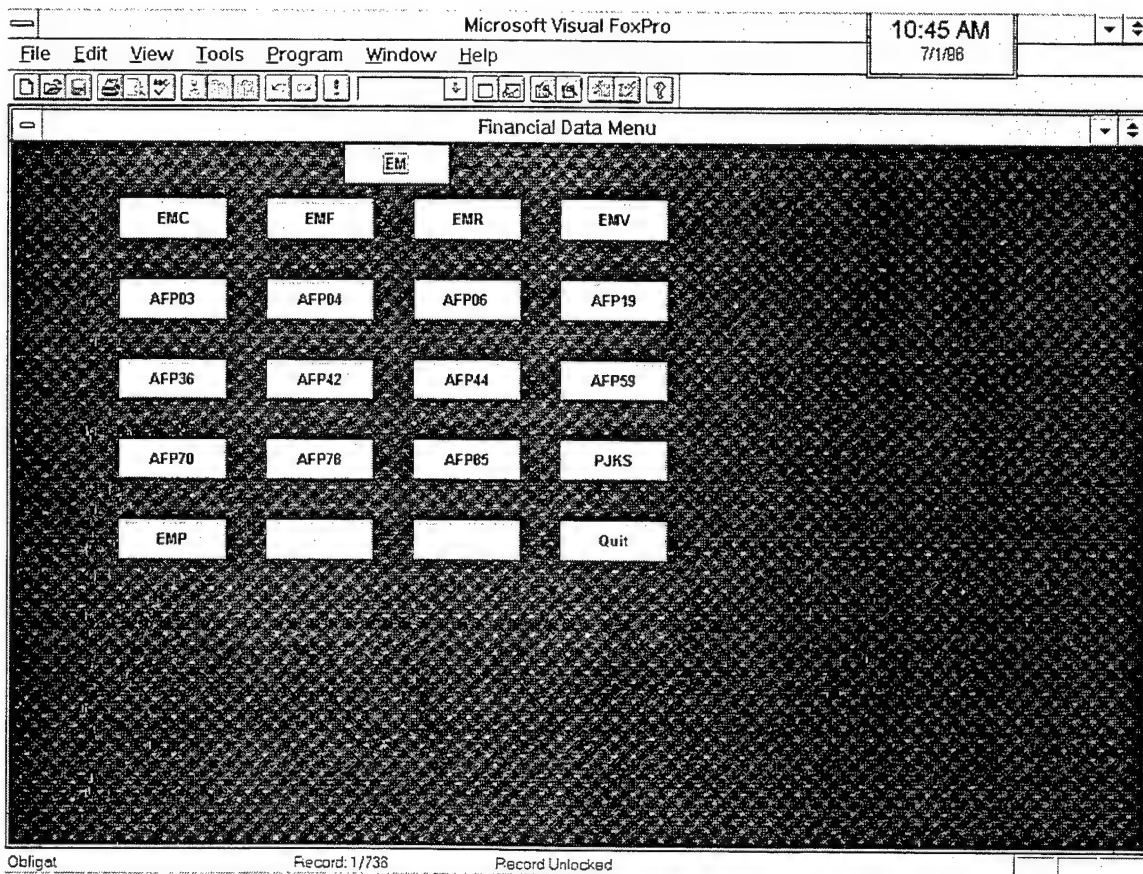 Microsoft Visual FoxPro
10:45 AM
7/1/96
File Edit View Tools Program Window Help
Financial Data Menu
EM
EMC EMF EMR EMV
AFP03 AFP04 AFP06 AFP19
AFP36 AFP42 AFP44 AFP59
AFP70 AFP78 AFP85 PJKS
EMP Quit
Obligat Record: 1/736 Record Unlocked